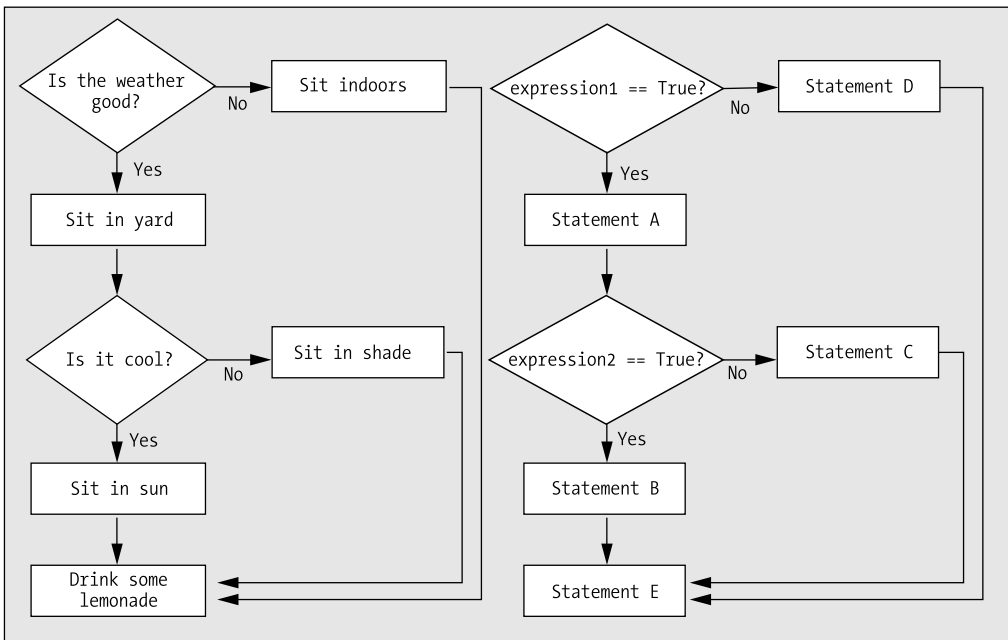 Is the weather
good?
No
Sit indoors
Yes
Sit in yard
Is it cool?
No
Sit in shade
Yes
Sit in sun
Drink some
lemonade
expression1 == True?
No
Statement D
Yes
Statement A
expression2 == True?
No
Statement C
Yes
Statement B
Statement E